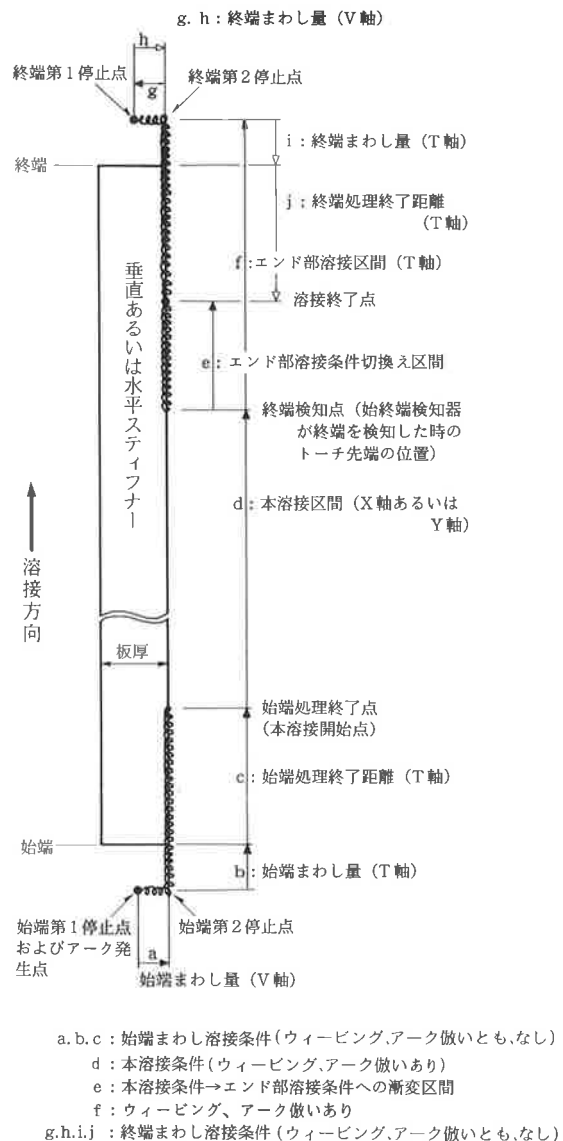 g. h : 終端まわし量 (V軸)
h
終端第1停止点
終端第2停止点
g
i : 終端まわし量 (T軸)
終端
j : 終端処理終了距離
(T軸)
f : エンド部溶接区間 (T軸)
溶接終了点
垂直あるいは水平スティフナー
e : エンド部溶接条件切換え区間
終端検知点 (始終端検知器
が終端を検知した時の
トーチ先端の位置)
d : 本溶接区間 (X軸あるいは
Y軸)
溶接方向
板厚
始端処理終了点
(本溶接開始点)
c : 始端処理終了距離 (T軸)
始端
b : 始端まわし量 (T軸)
始端第1停止点
およびアーク発
生点
始端第2停止点
a
始端まわし量 (V軸)
a.b.c : 始端まわし溶接条件(ウィービング、アーク倣いとも、なし)
d : 本溶接条件(ウィービング、アーク倣いあり)
e : 本溶接条件→エンド部溶接条件への漸変区間
f : ウィービング、アーク倣いあり
g.h.i.j : 終端まわし溶接条件(ウィービング、アーク倣いとも、なし)